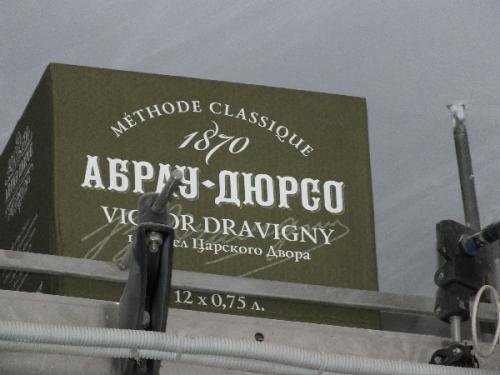 MÉTHODE CLASSIQUE
1870
АБРАУ-ДЮРСО
DRAVIGNY
Царского Двора
12 x 0,75 л.